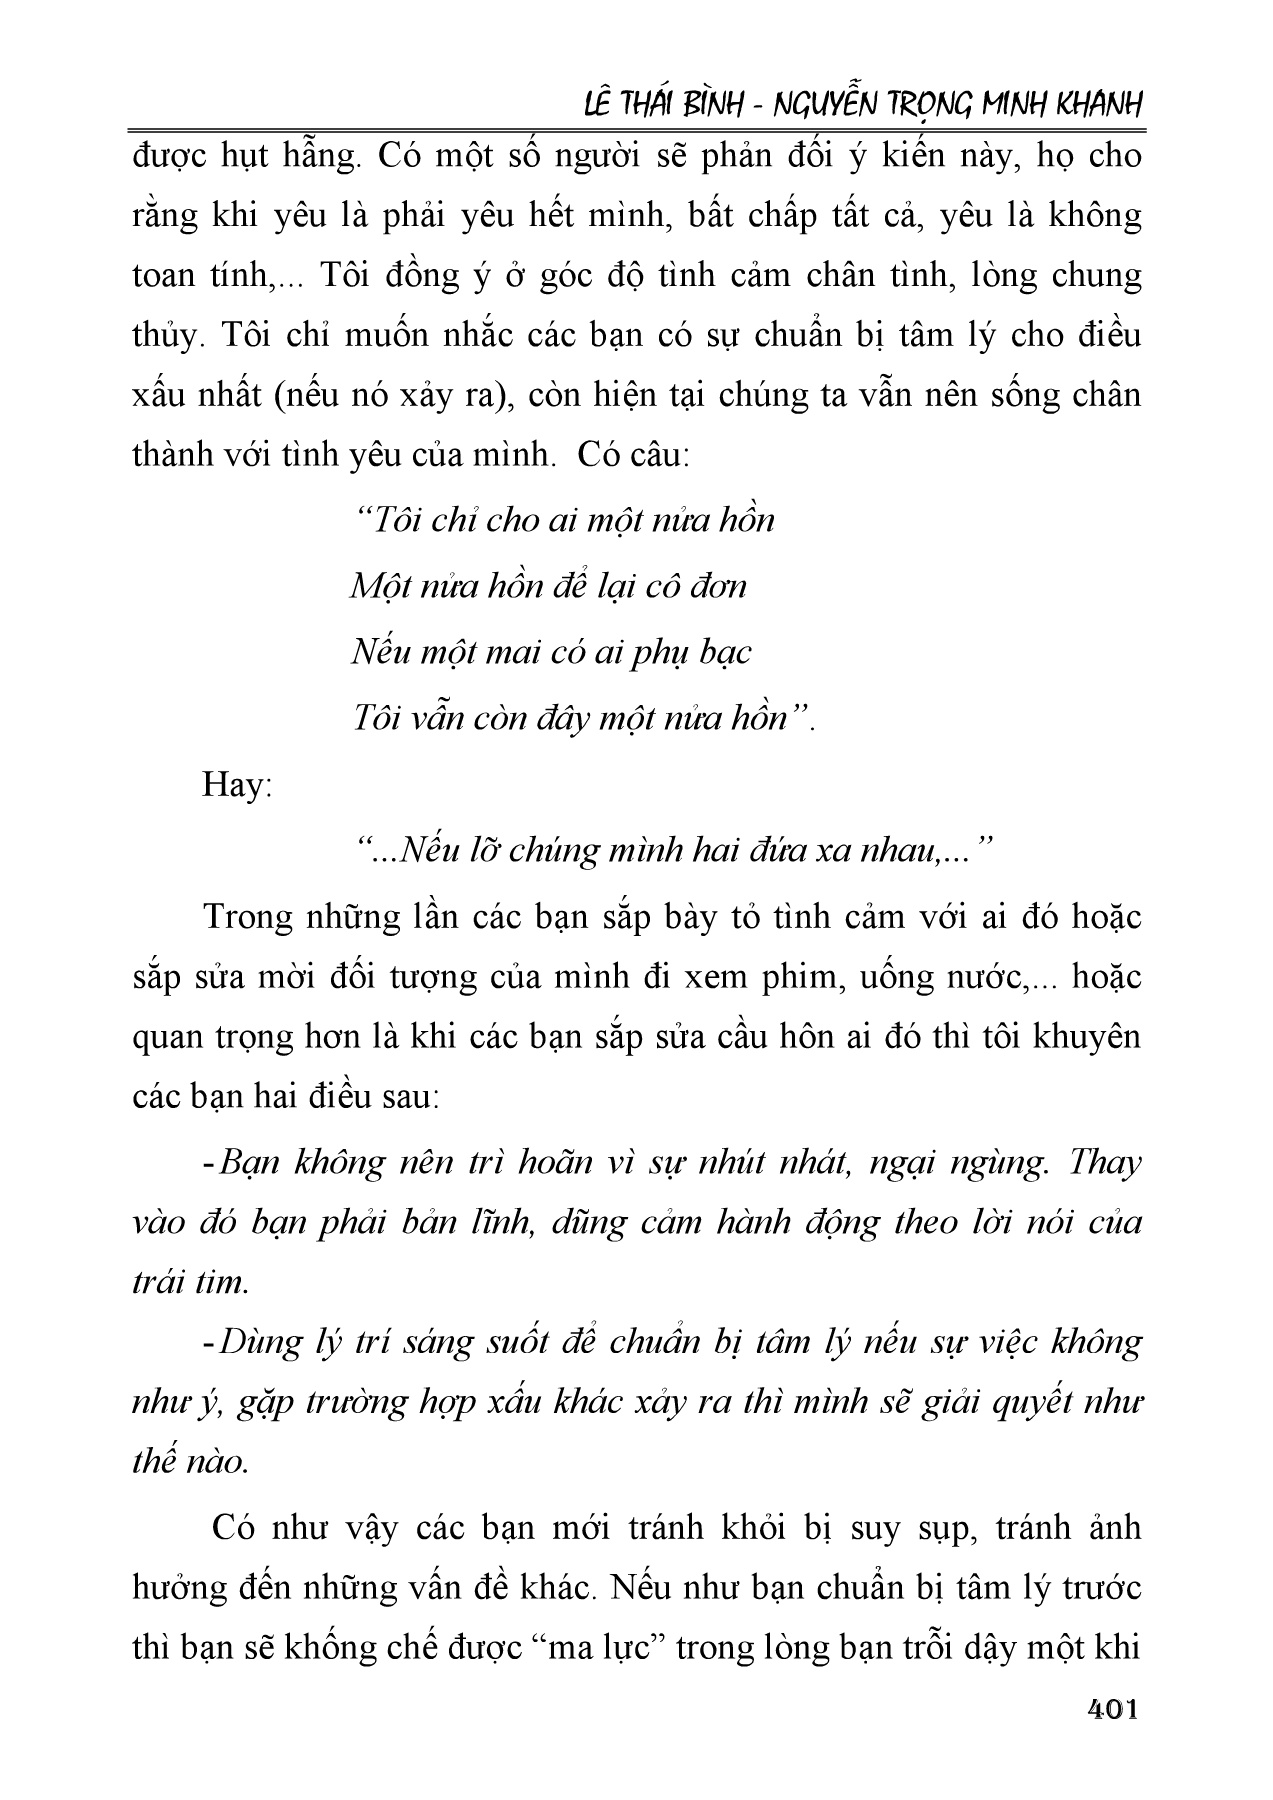 LÊ THÁI BÌNH - NGUYỄN TRỌNG MINH KHANH
được hụt hẫng. Có một số người sẽ phản đối ý kiến này, họ cho
rằng khi yêu là phải yêu hết mình, bất chấp tất cả, yêu là không
toan tính,... Tôi đồng ý ở góc độ tình cảm chân tình, lòng chung
thủy. Tôi chỉ muốn nhắc các bạn có sự chuẩn bị tâm lý cho điều
xấu nhất (nếu nó xảy ra), còn hiện tại chúng ta vẫn nên sống chân
thành với tình yêu của mình.  Có câu:
“Tôi chỉ cho ai một nửa hồn
Một nửa hồn để lại cô đơn
Nếu một mai có ai phụ bạc
Tôi vẫn còn đây một nửa hồn”.
Hay:
“...Nếu lỡ chúng mình hai đứa xa nhau,...”
Trong những lần các bạn sắp bày tỏ tình cảm với ai đó hoặc
sắp sửa mời đối tượng của mình đi xem phim, uống nước,... hoặc
quan trọng hơn là khi các bạn sắp sửa cầu hôn ai đó thì tôi khuyên
các bạn hai điều sau:
-Bạn không nên trì hoãn vì sự nhút nhát, ngại ngùng. Thay
vào đó bạn phải bản lĩnh, dũng cảm hành động theo lời nói của
trái tim.
-Dùng lý trí sáng suốt để chuẩn bị tâm lý nếu sự việc không
như ý, gặp trường hợp xấu khác xảy ra thì mình sẽ giải quyết như
thế nào.
Có như vậy các bạn mới tránh khỏi bị suy sụp, tránh ảnh
hưởng đến những vấn đề khác. Nếu như bạn chuẩn bị tâm lý trước
thì bạn sẽ khống chế được “ma lực” trong lòng bạn trỗi dậy một khi
401